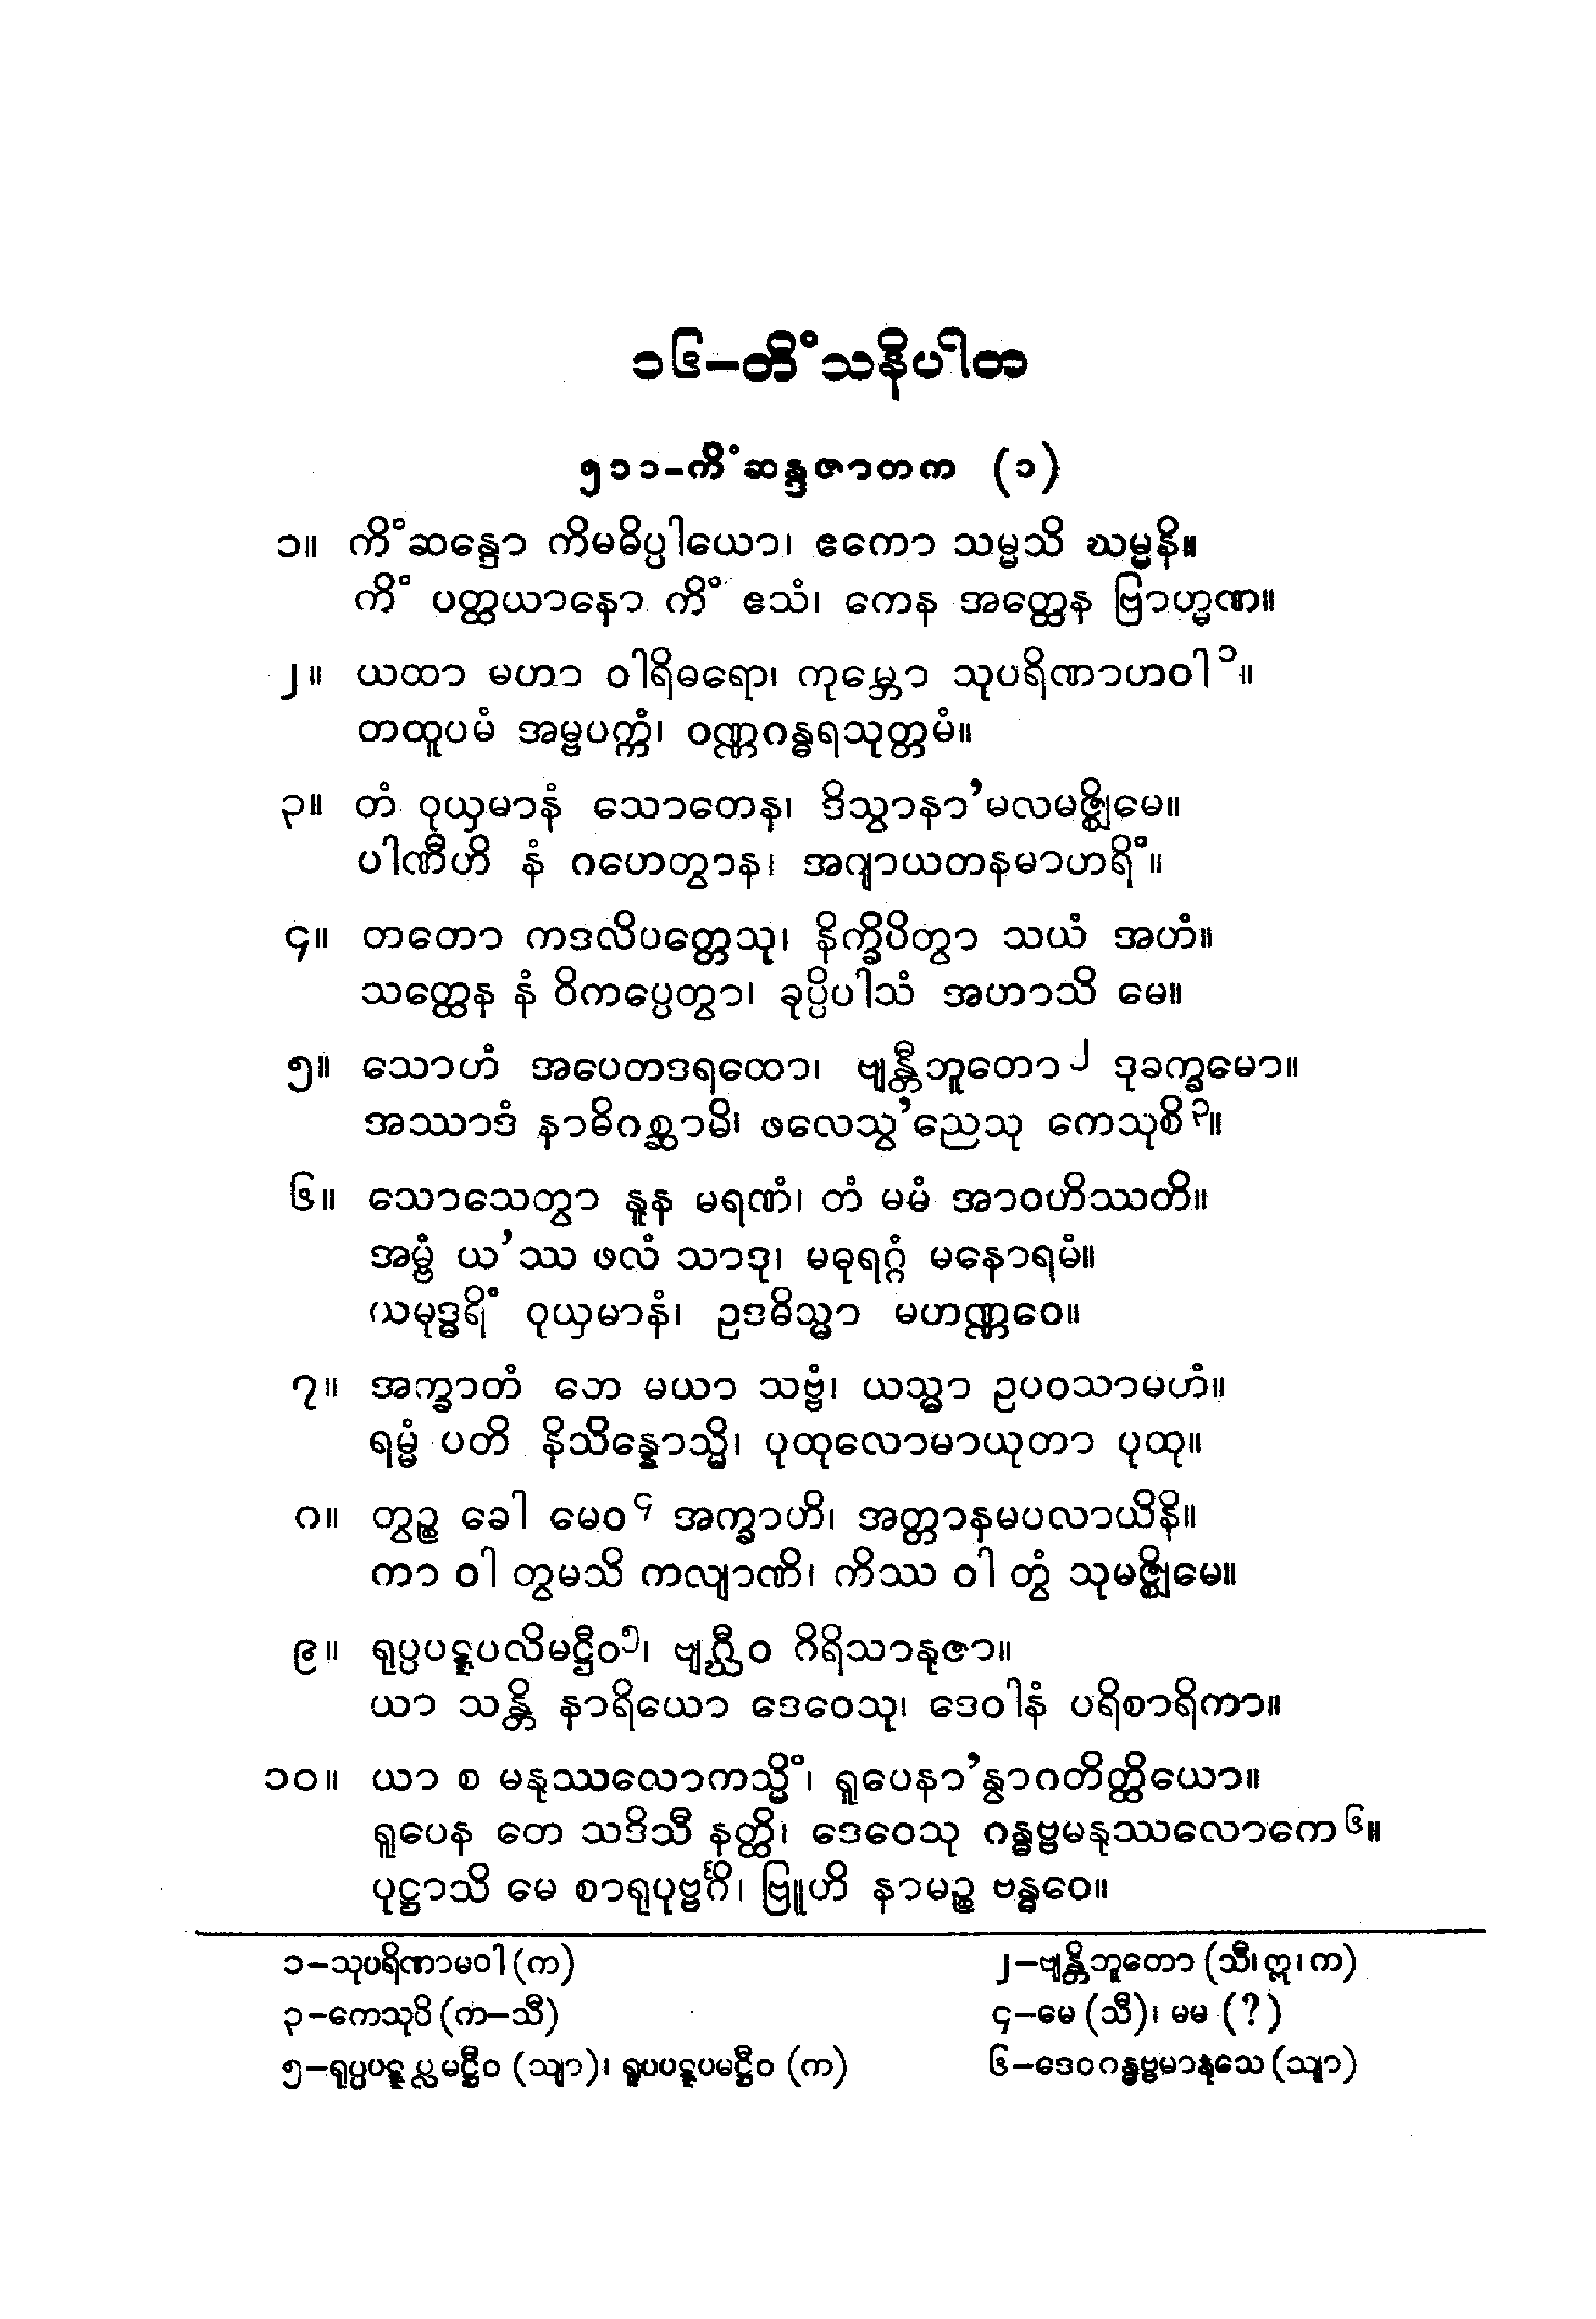 ၁၆-တိံသနိပါတ
၅၁၁-ကိံဆန္ဒဇာတက (၁)
၁။ ကိံဆန္ဒော ကိမဓိပ္ပါယော၊ ဧကော သမ္မသိ ဃမ္မနိ။
ကိံ ပတ္ထယာနော ကိံ ဧသံ၊ ကေန အတ္ထေန ဗြာဟ္မဏ။
၂။ ယထာ မဟာ ဝါရိဓရော၊ ကုမ္ဘော သုပရိဏာဟဝါ၁။
တထူပမံ အမ္ဗပက္ကံ၊ ဝဏ္ဏဂန္ဓရသုတ္တမံ။
၃။ တံ ဝုယှမာနံ သောတေန၊ ဒိသွာနာ’မလမဇ္ဈိမေ။
ပါဏီဟိ နံ ဂဟေတွာန၊ အဂျာယတနမာဟရိံ။
၄။ တတော ကဒလိပတ္တေသု၊ နိက္ခိပိတွာ သယံ အဟံ။
သတ္ထေန နံ ဝိကပ္ပေတွာ၊ ခုပ္ပိပါသံ အဟာသိ မေ။
၅။ သောဟံ အပေတဒရထော၊ ဗျန္တီဘူတော၂ ဒုခက္ခမော။
အဿာဒံ နာဓိဂစ္ဆာမိ၊ ဖလေသွ’ညေသု ကေသုစိ၃။
၆။ သောသေတွာ နူန မရဏံ၊ တံ မမံ အာဝဟိဿတိ။
အမ္ဗံ ယ’ဿ ဖလံ သာဒု၊ မဓုရဂ္ဂံ မနောရမံ။
ယမုဒ္ဓရိံ ဝုယှမာနံ၊ ဥဒဓိသ္မာ မဟဏ္ဏဝေ။
၇။ အက္ခာတံ တေ မယာ သဗ္ဗံ၊ ယသ္မာ ဥပဝသာမဟံ။
ရမ္မံ ပတိ နိသိန္နောသ္မိ၊ ပုထုလောမာယုတာ ပုထု။
၈။ တွဉ္စ ခေါ မေဝ၄ အက္ခာဟိ၊ အတ္တာနမပလာယိနိ။
ကာ ဝါ တွမသိ ကလျာဏိ၊ ကိဿ ဝါ တွံ သုမဇ္ဈိမေ။
၉။ ရုပ္ပပဋ္ဋပလိမဋ္ဌီဝ၅၊ ဗျဂ္ဃီဝ ဂိရိသာနုဇာ။
ယာ သန္တိ နာရိယော ဒေဝေသု၊ ဒေဝါနံ ပရိစာရိကာ။
၁၀။ ယာ စ မနုဿလောကသ္မိံ၊ ရူပေနာ’နွာဂတိတ္ထိယော။
ရူပေန တေ သဒိသီ နတ္ထိ၊ ဒေဝေသု ဂန္ဓဗ္ဗမနုဿလောကေ၆။
ပုဋ္ဌာသိ မေ စာရုပုဗ္ဗင်္ဂိ၊ ဗြူဟိ နာမဉ္စ ဗန္ဓဝေ။
၁-သုပရိဏာမဝါ (က)
၂-ဗျန္တိဘူတော (သီ၊ဣ၊က)
၃-ကေသုပိ (က-သီ)
၄-မေ (သီ)၊ မမ (?)
၅-ရုပ္ပပဋ္ဋပ္လမဋ္ဌီဝ (သျာ)၊ ရူပပဋ္ဋပမဋ္ဌီဝ (က)
၆-ဒေဝဂန္ဓဗ္ဗမာနုသေ (သျာ)